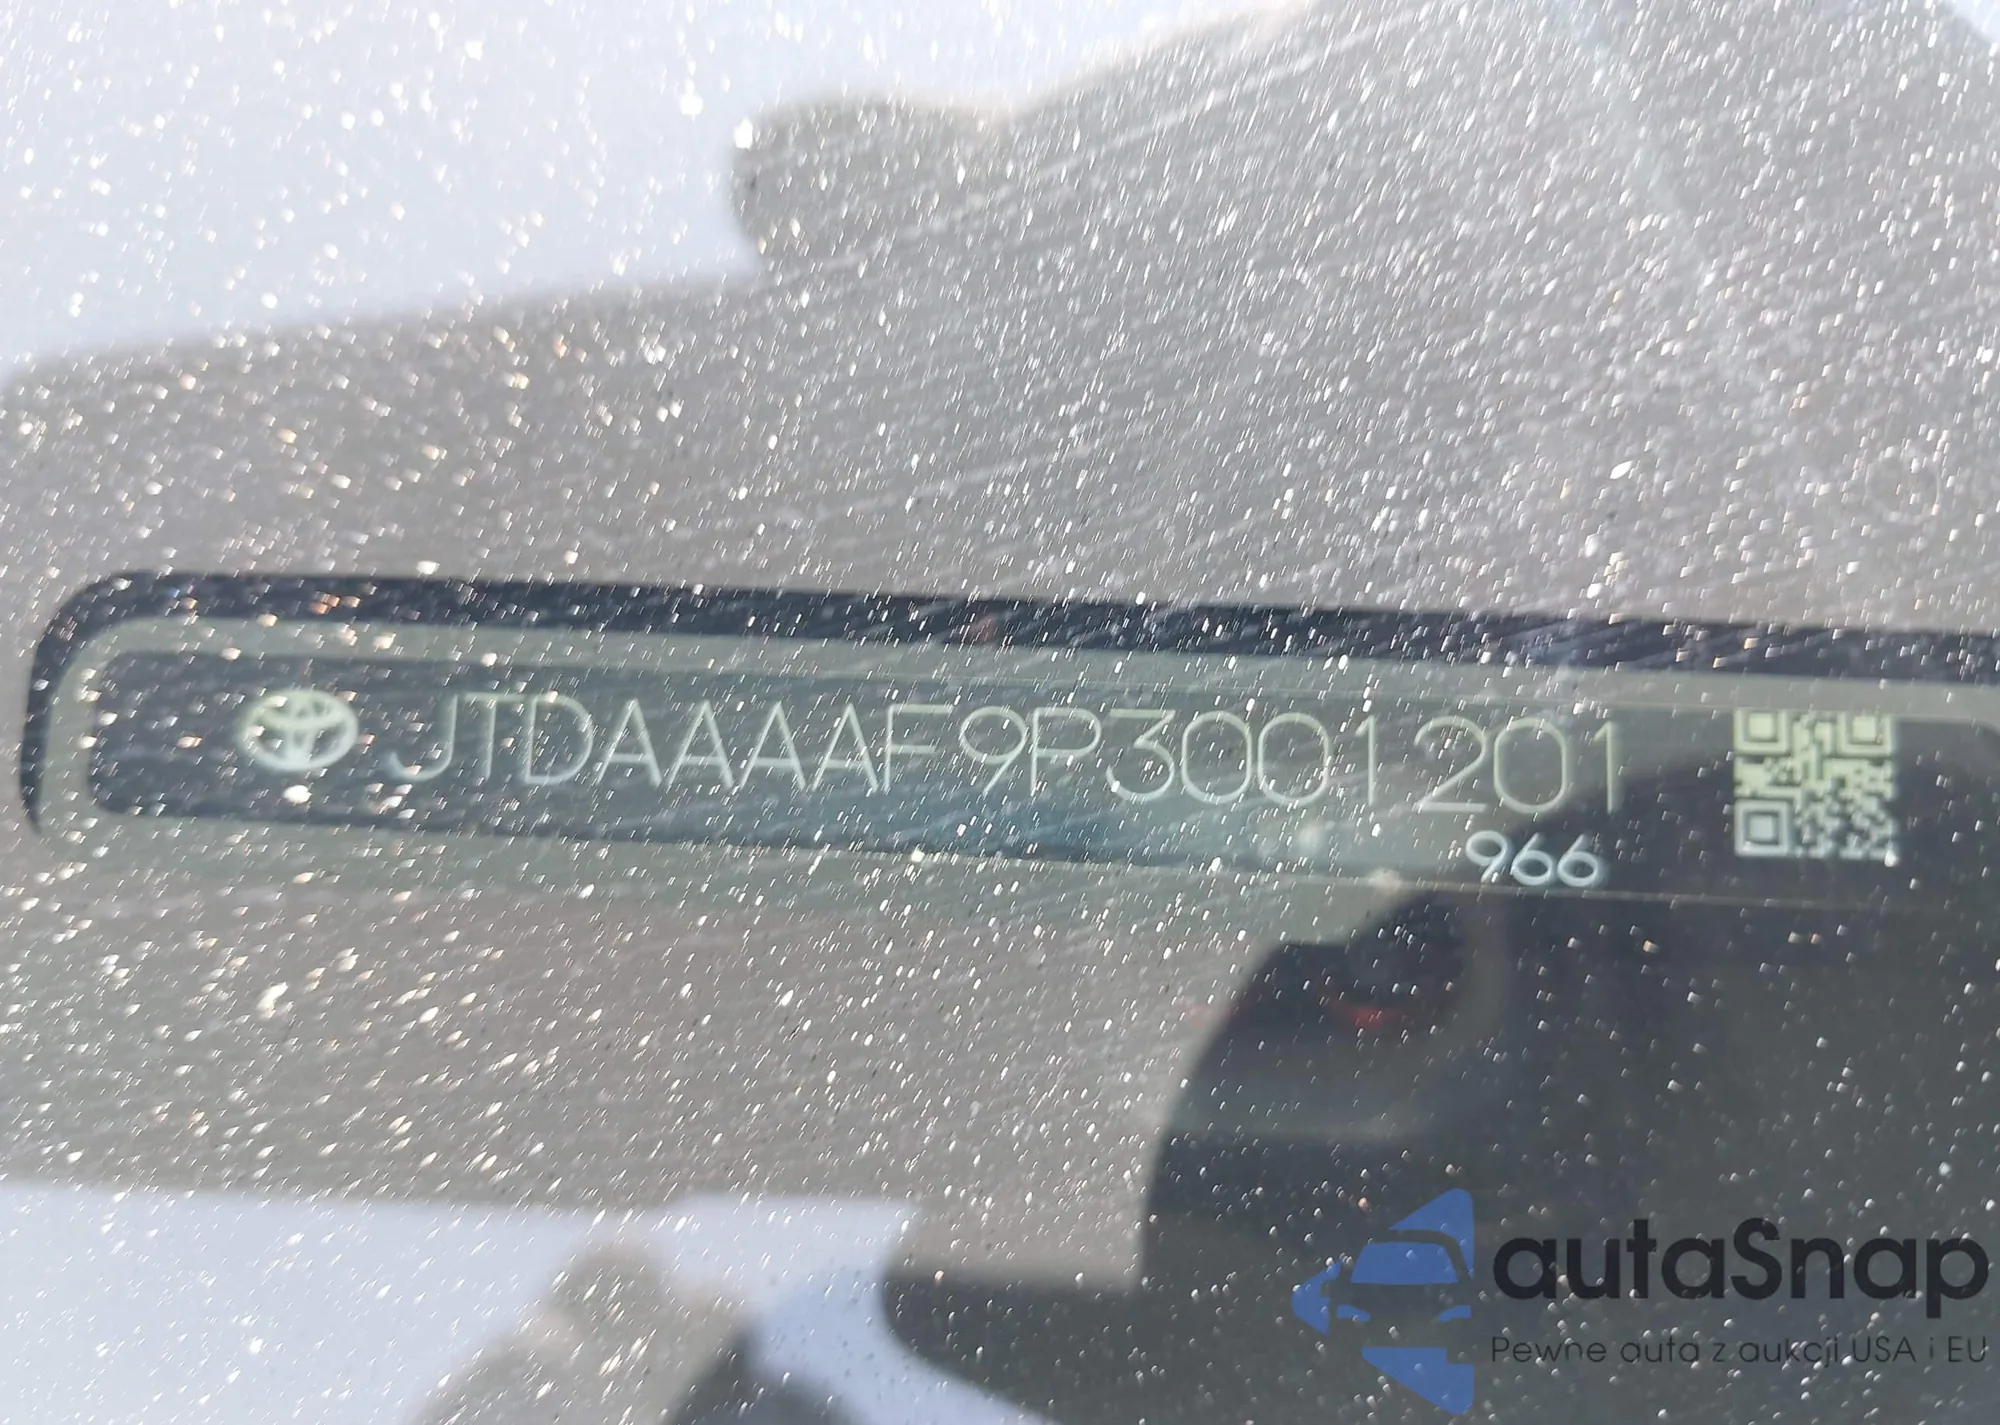 JTDAAAAF9P3001201
966
autaSnap
Pewne auta z aukcji USA i EU